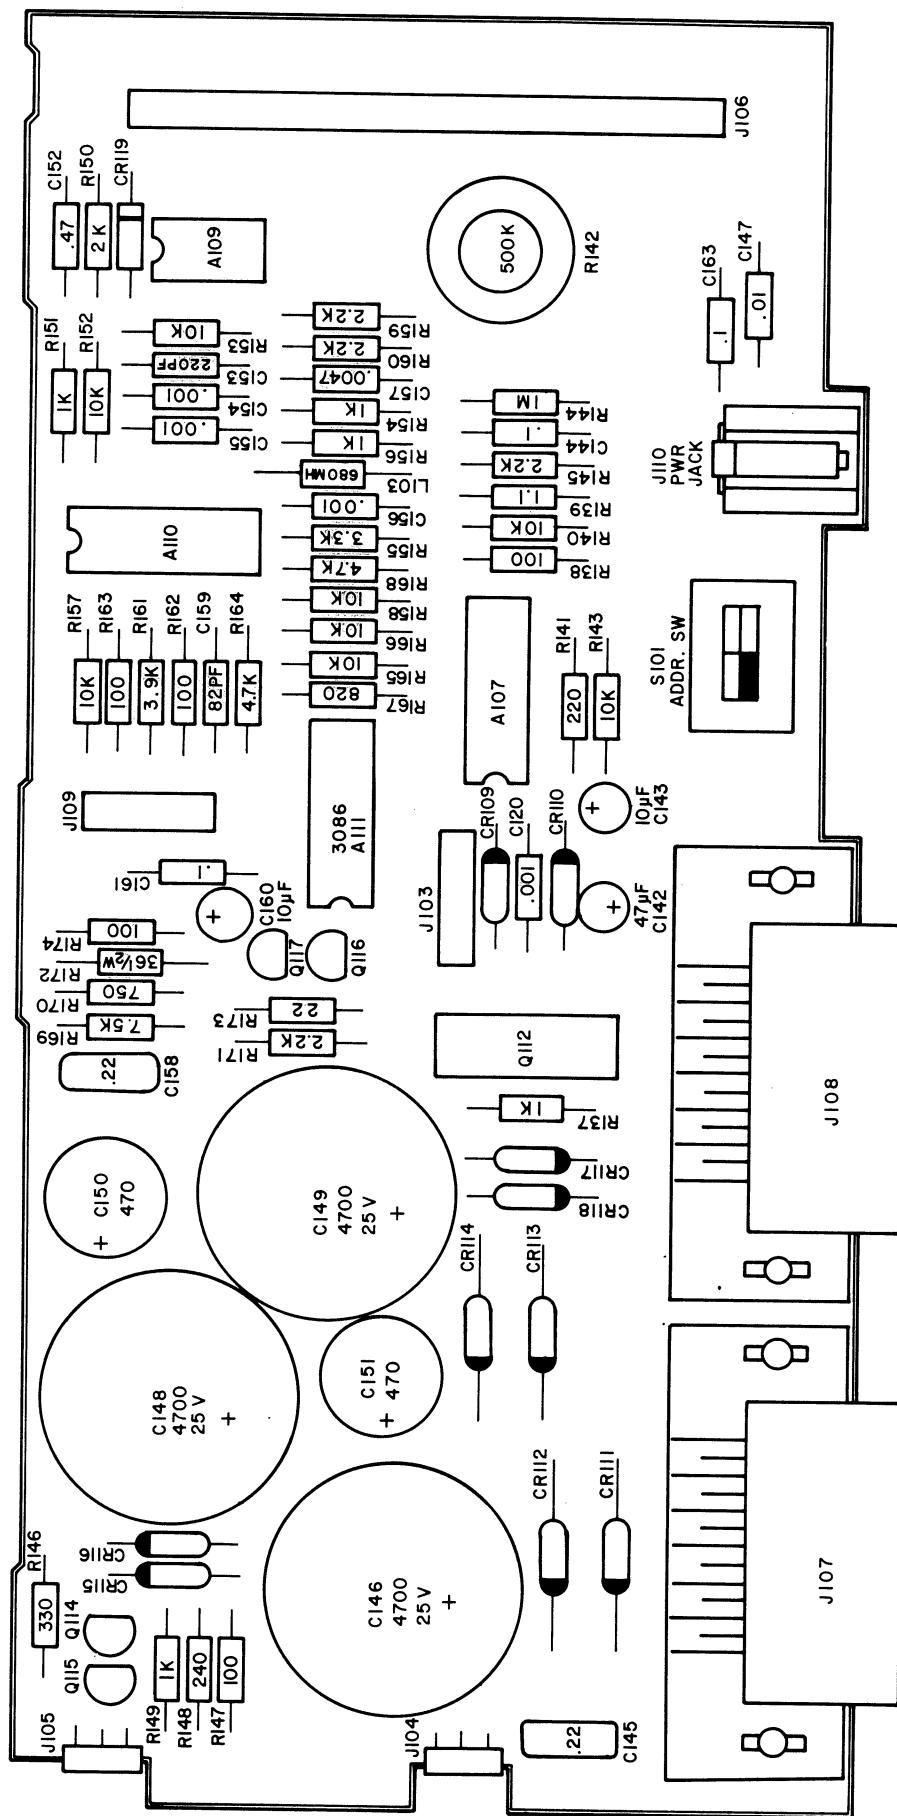 J106
C152
R150
CR119
.47
2K
A109
500K
R142
C163
C147
.1
.01
R151
R152
1K
10K
10K
R153
220PF
C153
.001
C154
.001
C155
2.2K
R159
2.2K
R160
.0047
C157
1K
R154
1K
R156
680MH
L103
.001
C156
3.3K
R155
4.7K
R168
10K
R158
10K
R166
10K
R165
820
R167
1M
R144
.1
C144
2.2K
R145
1.1
R139
10K
R140
100
R138
J110
PWR
JACK
A110
R157
R163
R161
R162
C159
R164
10K
100
3.9K
100
82PF
4.7K
A107
R141
R143
220
10K
S101
ADDR. SW
J109
3086
A111
J103
CR109
C120
CR110
.001
+
10µF
C143
+
47µF
C142
.1
C161
+
C160
10µF
Q117
Q116
100
R174
36½W
R172
750
R170
7.5K
R169
22
R173
2.2K
R171
.22
C158
Q112
1K
R137
CR117
CR118
J108
C150
470
+
C149
4700
25V
+
CR114
CR113
C148
4700
25V
+
C151
470
+
CR112
CR111
CR116
CR115
R146
330
Q114
Q115
C146
4700
25V
+
1K
240
100
R149
R148
R147
J105
J104
.22
C145
J107